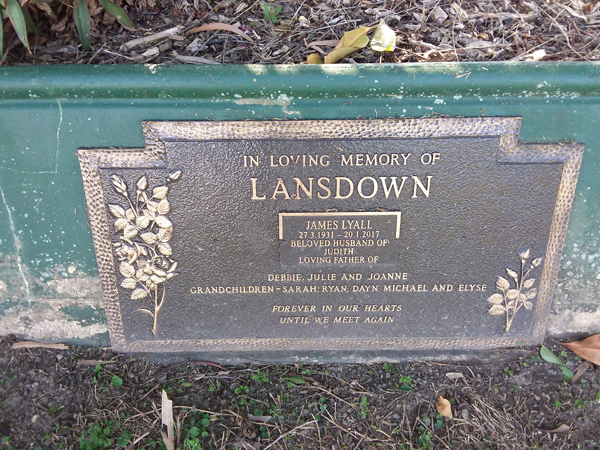 IN LOVING MEMORY OF
LANSDOWN
JAMES LYALL
27.3.1931 – 20.1.2017
BELOVED HUSBAND OF
JUDITH
LOVING FATHER OF
DEBBIE, JULIE AND JOANNE
GRANDCHILDREN – SARAH, RYAN, DAYN, MICHAEL AND ELYSE
FOREVER IN OUR HEARTS
UNTIL WE MEET AGAIN